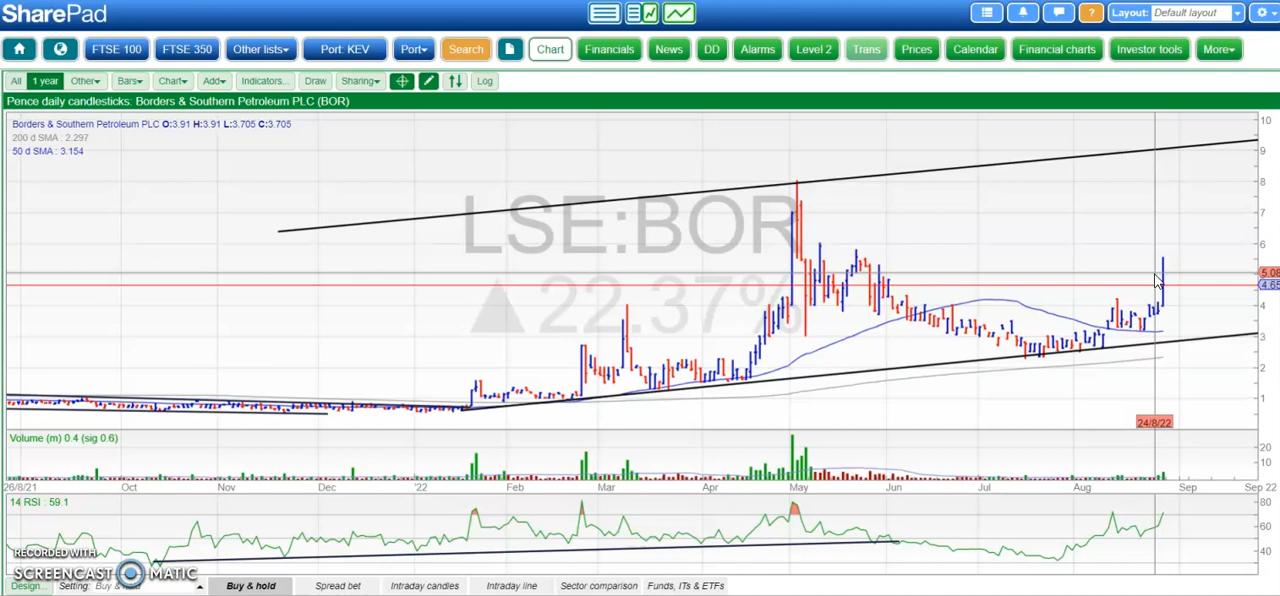 SharePad
Layout: Default layout
FTSE 100 FTSE 350 Other lists Port: KEV Port Search Chart Financials News DD Alarms Level 2 Trans Prices Calendar Financial charts Investor tools More
All 1 year Other Bars Chart Add Indicators... Draw Sharing Log
Pence daily candlesticks: Borders & Southern Petroleum PLC (BOR)
Borders & Southern Petroleum PLC O:3.91 H:3.91 L:3.705 C:3.705
200 d SMA : 2.297
50 d SMA : 3.154
LSE:BOR
▲ 22.37%
10
9
8
7
6
5.08
4.65
4
3
2
1
24/8/22
Volume (m) 0.4 (sig 0.6)
20
10
26/8/21 Oct Nov Dec '22 Feb Mar Apr May Jun Jul Aug Sep Sep 22
14 RSI : 59.1
80
60
40
RECORDED WITH
SCREENCAST MATIC
Design... Setting: Buy & hold Spread bet Intraday candles Intraday line Sector comparison Funds, ITs & ETFs